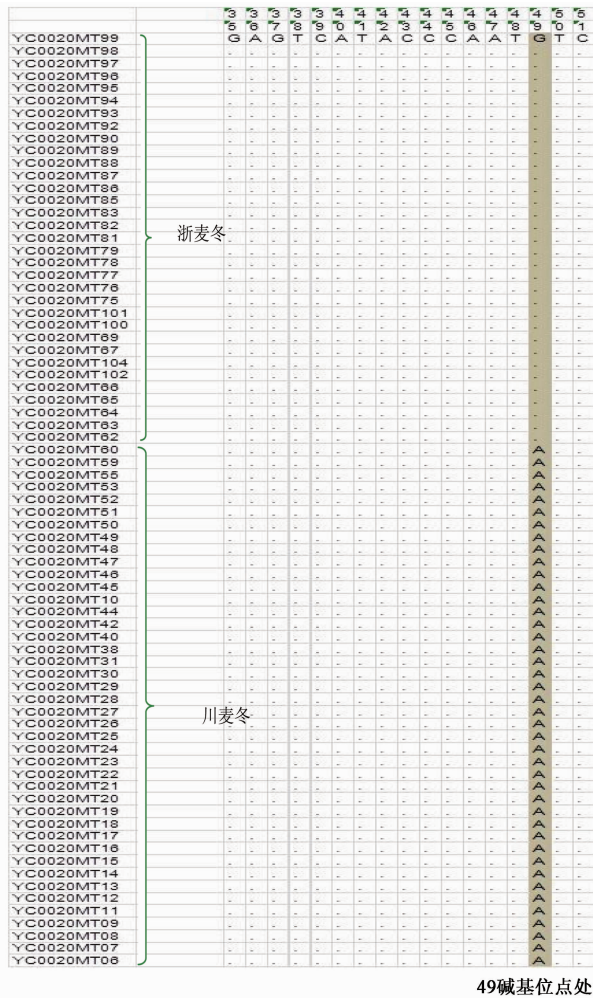 3 3 3 3 3 4 4 4 4 4 4 4 4 4 4 5 5
5 6 7 8 9 0 1 2 3 4 5 6 7 8 9 0 1
YC0020MT99 G A G T C A T A C C C A A T G T C
YC0020MT98 - - - - - - - - - - - - - - - - -
YC0020MT97 - - - - - - - - - - - - - - - - -
YC0020MT96 - - - - - - - - - - - - - - - - -
YC0020MT95 - - - - - - - - - - - - - - - - -
YC0020MT94 - - - - - - - - - - - - - - - - -
YC0020MT93 - - - - - - - - - - - - - - - - -
YC0020MT92 - - - - - - - - - - - - - - - - -
YC0020MT90 - - - - - - - - - - - - - - - - -
YC0020MT89 - - - - - - - - - - - - - - - - -
YC0020MT88 - - - - - - - - - - - - - - - - -
YC0020MT87 - - - - - - - - - - - - - - - - -
YC0020MT86 - - - - - - - - - - - - - - - - -
YC0020MT85 - - - - - - - - - - - - - - - - -
YC0020MT83 - - - - - - - - - - - - - - - - -
YC0020MT82 - - - - - - - - - - - - - - - - -
YC0020MT81 浙麦冬 - - - - - - - - - - - - - - - - -
YC0020MT79 - - - - - - - - - - - - - - - - -
YC0020MT78 - - - - - - - - - - - - - - - - -
YC0020MT77 - - - - - - - - - - - - - - - - -
YC0020MT76 - - - - - - - - - - - - - - - - -
YC0020MT75 - - - - - - - - - - - - - - - - -
YC0020MT101 - - - - - - - - - - - - - - - - -
YC0020MT100 - - - - - - - - - - - - - - - - -
YC0020MT69 - - - - - - - - - - - - - - - - -
YC0020MT67 - - - - - - - - - - - - - - - - -
YC0020MT104 - - - - - - - - - - - - - - - - -
YC0020MT102 - - - - - - - - - - - - - - - - -
YC0020MT66 - - - - - - - - - - - - - - - - -
YC0020MT65 - - - - - - - - - - - - - - - - -
YC0020MT64 - - - - - - - - - - - - - - - - -
YC0020MT63 - - - - - - - - - - - - - - - - -
YC0020MT62 - - - - - - - - - - - - - - - - -
YC0020MT60 - - - - - - - - - - - - - - A - -
YC0020MT59 - - - - - - - - - - - - - - A - -
YC0020MT55 - - - - - - - - - - - - - - A - -
YC0020MT53 - - - - - - - - - - - - - - A - -
YC0020MT52 - - - - - - - - - - - - - - A - -
YC0020MT51 - - - - - - - - - - - - - - A - -
YC0020MT50 - - - - - - - - - - - - - - A - -
YC0020MT49 - - - - - - - - - - - - - - A - -
YC0020MT48 - - - - - - - - - - - - - - A - -
YC0020MT47 - - - - - - - - - - - - - - A - -
YC0020MT46 - - - - - - - - - - - - - - A - -
YC0020MT45 - - - - - - - - - - - - - - A - -
YC0020MT10 - - - - - - - - - - - - - - A - -
YC0020MT44 - - - - - - - - - - - - - - A - -
YC0020MT42 - - - - - - - - - - - - - - A - -
YC0020MT40 - - - - - - - - - - - - - - A - -
YC0020MT38 - - - - - - - - - - - - - - A - -
YC0020MT31 - - - - - - - - - - - - - - A - -
YC0020MT30 - - - - - - - - - - - - - - A - -
YC0020MT29 - - - - - - - - - - - - - - A - -
YC0020MT28 - - - - - - - - - - - - - - A - -
YC0020MT27 川麦冬 - - - - - - - - - - - - - - A - -
YC0020MT26 - - - - - - - - - - - - - - A - -
YC0020MT25 - - - - - - - - - - - - - - A - -
YC0020MT24 - - - - - - - - - - - - - - A - -
YC0020MT23 - - - - - - - - - - - - - - A - -
YC0020MT22 - - - - - - - - - - - - - - A - -
YC0020MT21 - - - - - - - - - - - - - - A - -
YC0020MT20 - - - - - - - - - - - - - - A - -
YC0020MT19 - - - - - - - - - - - - - - A - -
YC0020MT18 - - - - - - - - - - - - - - A - -
YC0020MT17 - - - - - - - - - - - - - - A - -
YC0020MT16 - - - - - - - - - - - - - - A - -
YC0020MT15 - - - - - - - - - - - - - - A - -
YC0020MT14 - - - - - - - - - - - - - - A - -
YC0020MT13 - - - - - - - - - - - - - - A - -
YC0020MT12 - - - - - - - - - - - - - - A - -
YC0020MT11 - - - - - - - - - - - - - - A - -
YC0020MT09 - - - - - - - - - - - - - - A - -
YC0020MT08 - - - - - - - - - - - - - - A - -
YC0020MT07 - - - - - - - - - - - - - - A - -
YC0020MT06 - - - - - - - - - - - - - - A - -
49碱基位点处